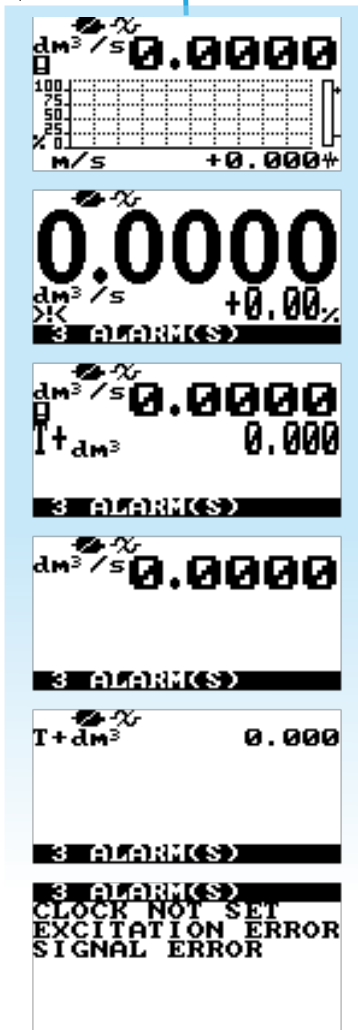 dm³/s 0.0000
100
75
50
25
% 0
m/s +0.000
0.0000
dm³/s +0.00%
>!<
3 ALARM(S)
dm³/s 0.0000
T+dm³ 0.000
3 ALARM(S)
dm³/s 0.0000
3 ALARM(S)
T+dm³ 0.000
3 ALARM(S)
3 ALARM(S)
CLOCK NOT SET
EXCITATION ERROR
SIGNAL ERROR